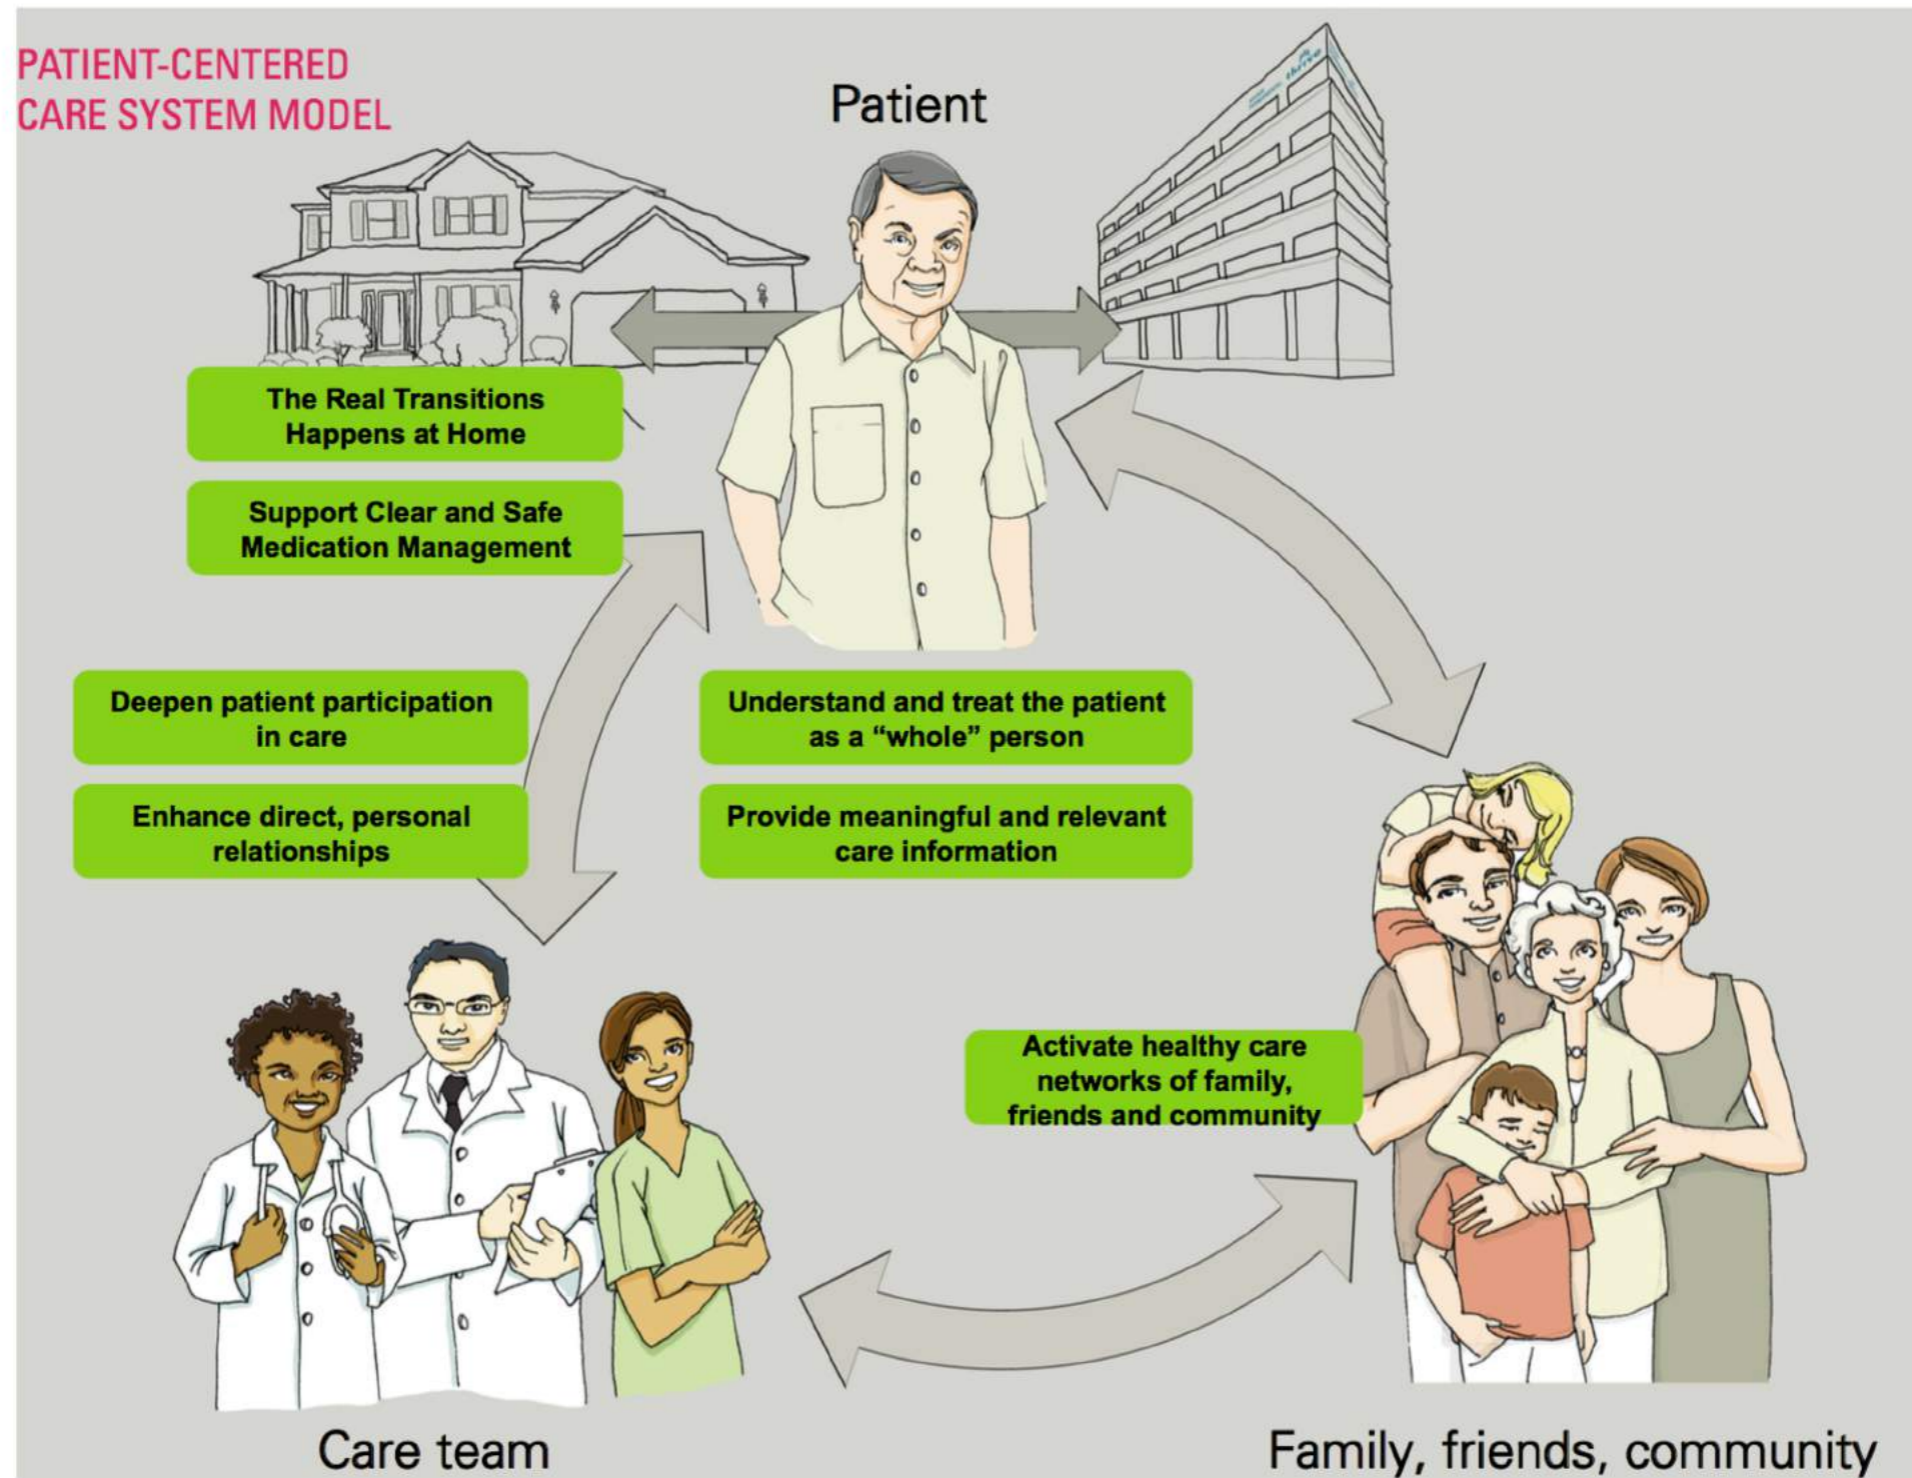 PATIENT-CENTERED
CARE SYSTEM MODEL
Patient
thrive
The Real Transitions
Happens at Home
Support Clear and Safe
Medication Management
Deepen patient participation
in care
Understand and treat the patient
as a “whole” person
Enhance direct, personal
relationships
Provide meaningful and relevant
care information
Activate healthy care
networks of family,
friends and community
Care team
Family, friends, community